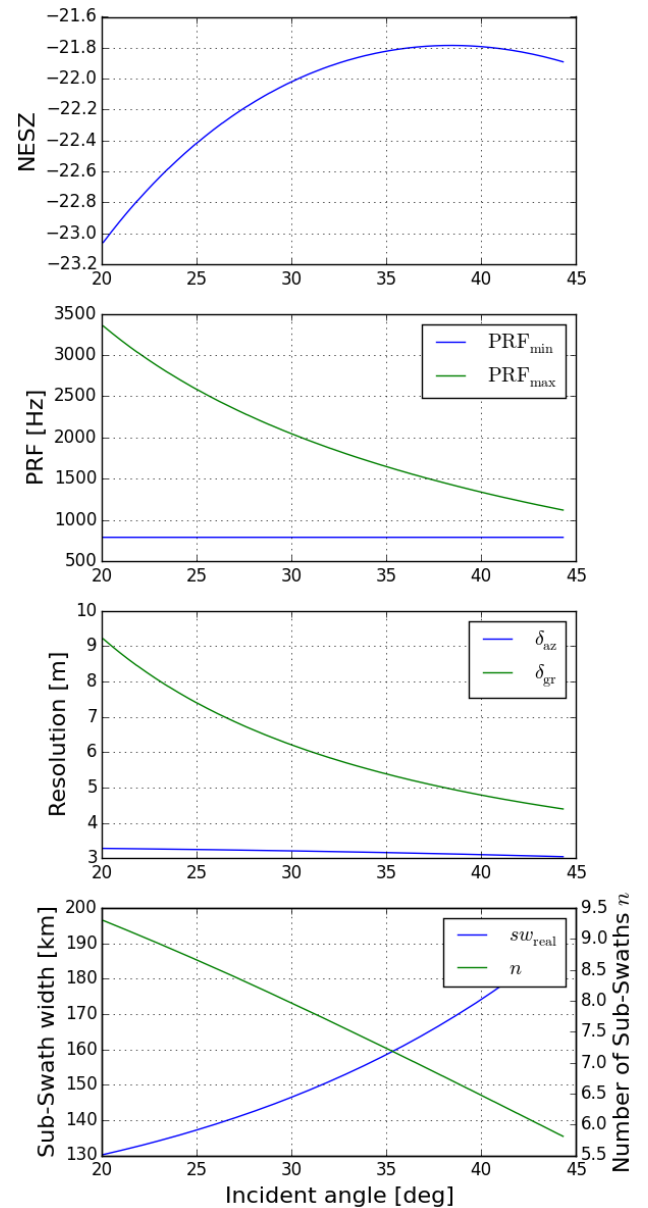 −21.6
−21.8
−22.0
−22.2
−22.4
−22.6
−22.8
−23.0
−23.2
NESZ
20 25 30 35 40 45
3500
3000
2500
2000
1500
1000
500
PRF [Hz]
PRFmin
PRFmax
20 25 30 35 40 45
10
9
8
7
6
5
4
3
Resolution [m]
δaz
δgr
20 25 30 35 40 45
200
190
180
170
160
150
140
130
Sub-Swath width [km]
swreal
n
9.5
9.0
8.5
8.0
7.5
7.0
6.5
6.0
5.5
Number of Sub-Swaths n
20 25 30 35 40 45
Incident angle [deg]